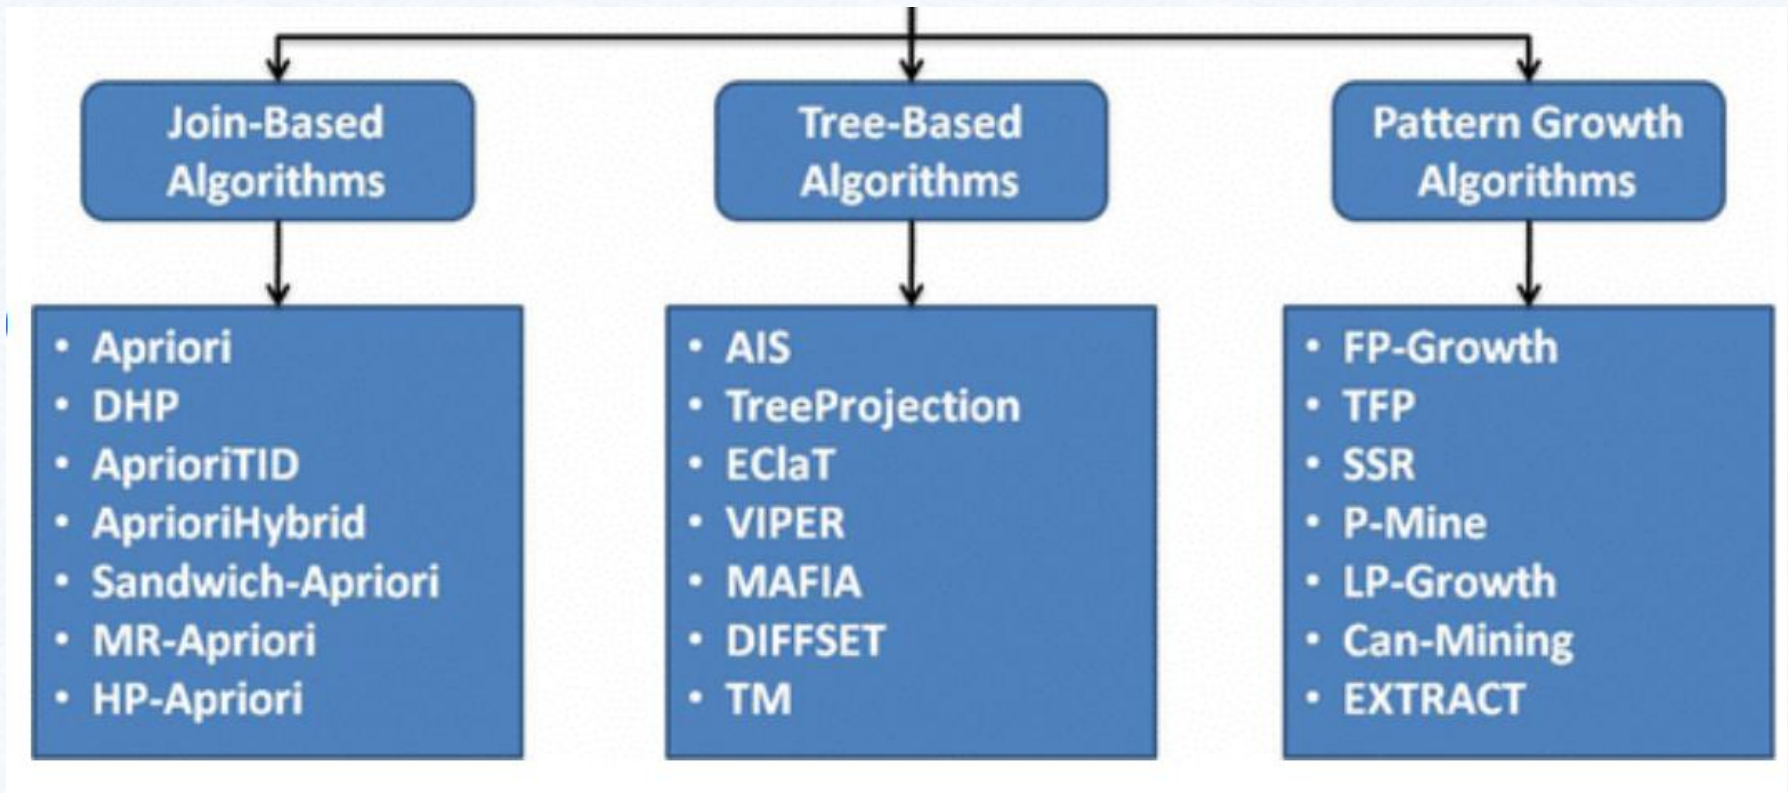 Join-Based
Algorithms
Tree-Based
Algorithms
Pattern Growth
Algorithms
• Apriori
• DHP
• AprioriTID
• AprioriHybrid
• Sandwich-Apriori
• MR-Apriori
• HP-Apriori
• AIS
• TreeProjection
• EClaT
• VIPER
• MAFIA
• DIFFSET
• TM
• FP-Growth
• TFP
• SSR
• P-Mine
• LP-Growth
• Can-Mining
• EXTRACT